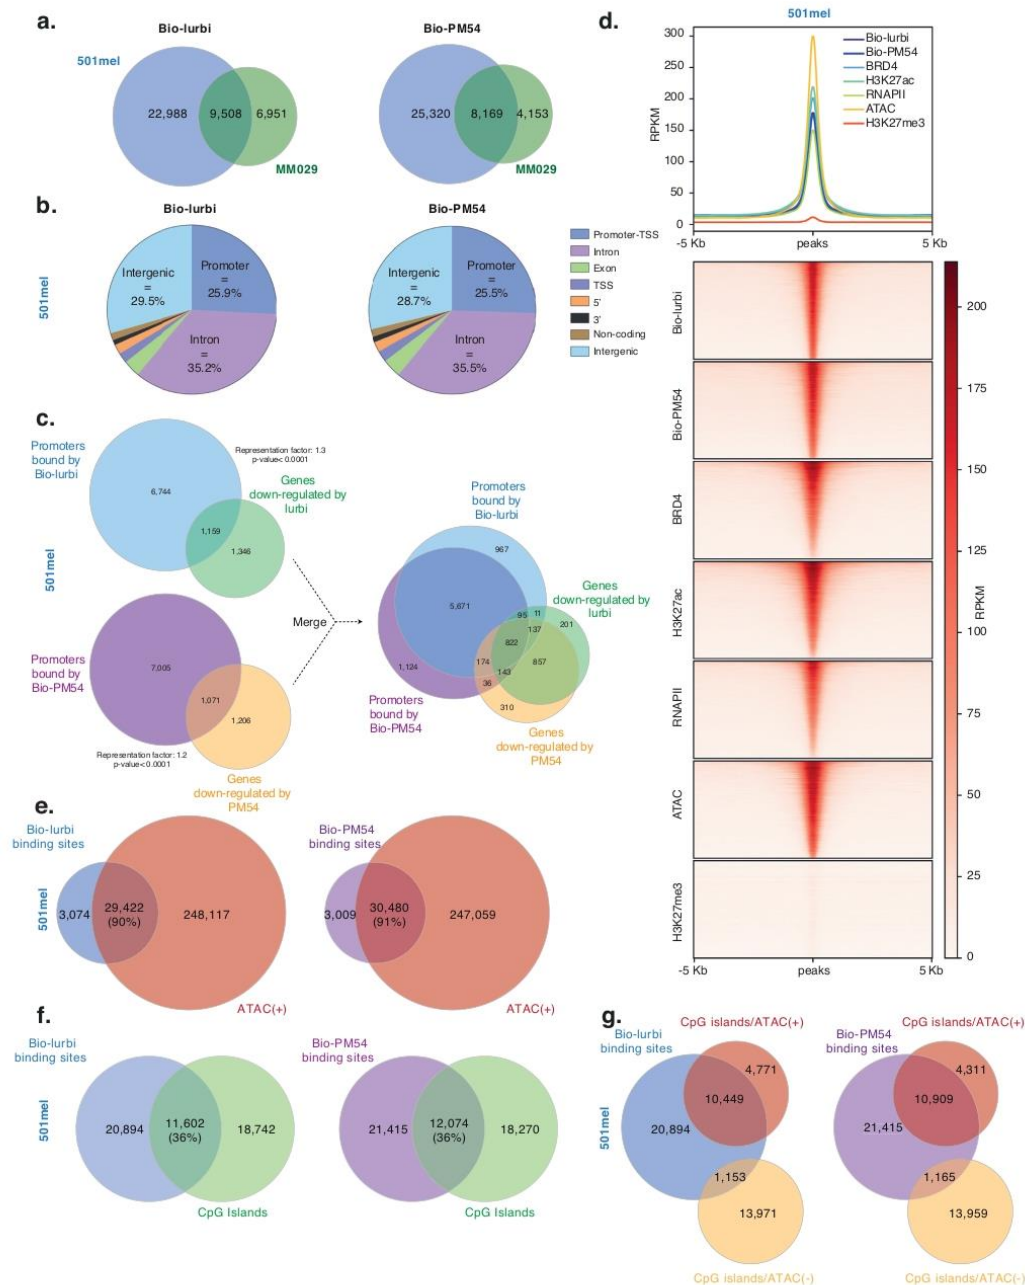 a.
Bio-lurbi
501mel
22,988
9,508
6,951
MM029
Bio-PM54
25,320
8,169
4,153
MM029
b.
Bio-lurbi
501mel
Intergenic
=
29.5%
Promoter
=
25.9%
Intron
=
35.2%
Bio-PM54
Intergenic
=
28.7%
Promoter
=
25.5%
Intron
=
35.5%
Promoter-TSS
Intron
Exon
TSS
5'
3'
Non-coding
Intergenic
c.
501mel
Promoters
bound by
Bio-lurbi
6,744
Representation factor: 1.3
p-value< 0.0001
Genes
down-regulated by
lurbi
1,159
1,346
Promoters
bound by
Bio-PM54
7,005
1,071
1,206
Representation factor: 1.2
p-value< 0.0001
Genes
down-regulated by
PM54
Merge
Promoters
bound by
Bio-lurbi
967
5,671
Genes
down-regulated by
lurbi
95
11
201
137
822
174
857
143
1,124
36
310
Promoters
bound by
Bio-PM54
Genes
down-regulated by
PM54
d.
501mel
RPKM
300
250
200
150
100
50
0
Bio-lurbi
Bio-PM54
BRD4
H3K27ac
RNAPII
ATAC
H3K27me3
-5 Kb
peaks
5 Kb
Bio-lurbi
Bio-PM54
BRD4
H3K27ac
RNAPII
ATAC
H3K27me3
-5 Kb
peaks
5 Kb
200
175
150
125
100
75
50
25
0
RPKM
e.
501mel
Bio-lurbi
binding sites
3,074
29,422
(90%)
248,117
ATAC(+)
Bio-PM54
binding sites
3,009
30,480
(91%)
247,059
ATAC(+)
f.
501mel
Bio-lurbi
binding sites
20,894
11,602
(36%)
18,742
CpG Islands
Bio-PM54
binding sites
21,415
12,074
(36%)
18,270
CpG Islands
g.
501mel
CpG islands/ATAC(+)
Bio-lurbi
binding sites
4,771
10,449
20,894
1,153
13,971
CpG islands/ATAC(-)
CpG islands/ATAC(+)
Bio-PM54
binding sites
4,311
10,909
21,415
1,165
13,959
CpG islands/ATAC(-)